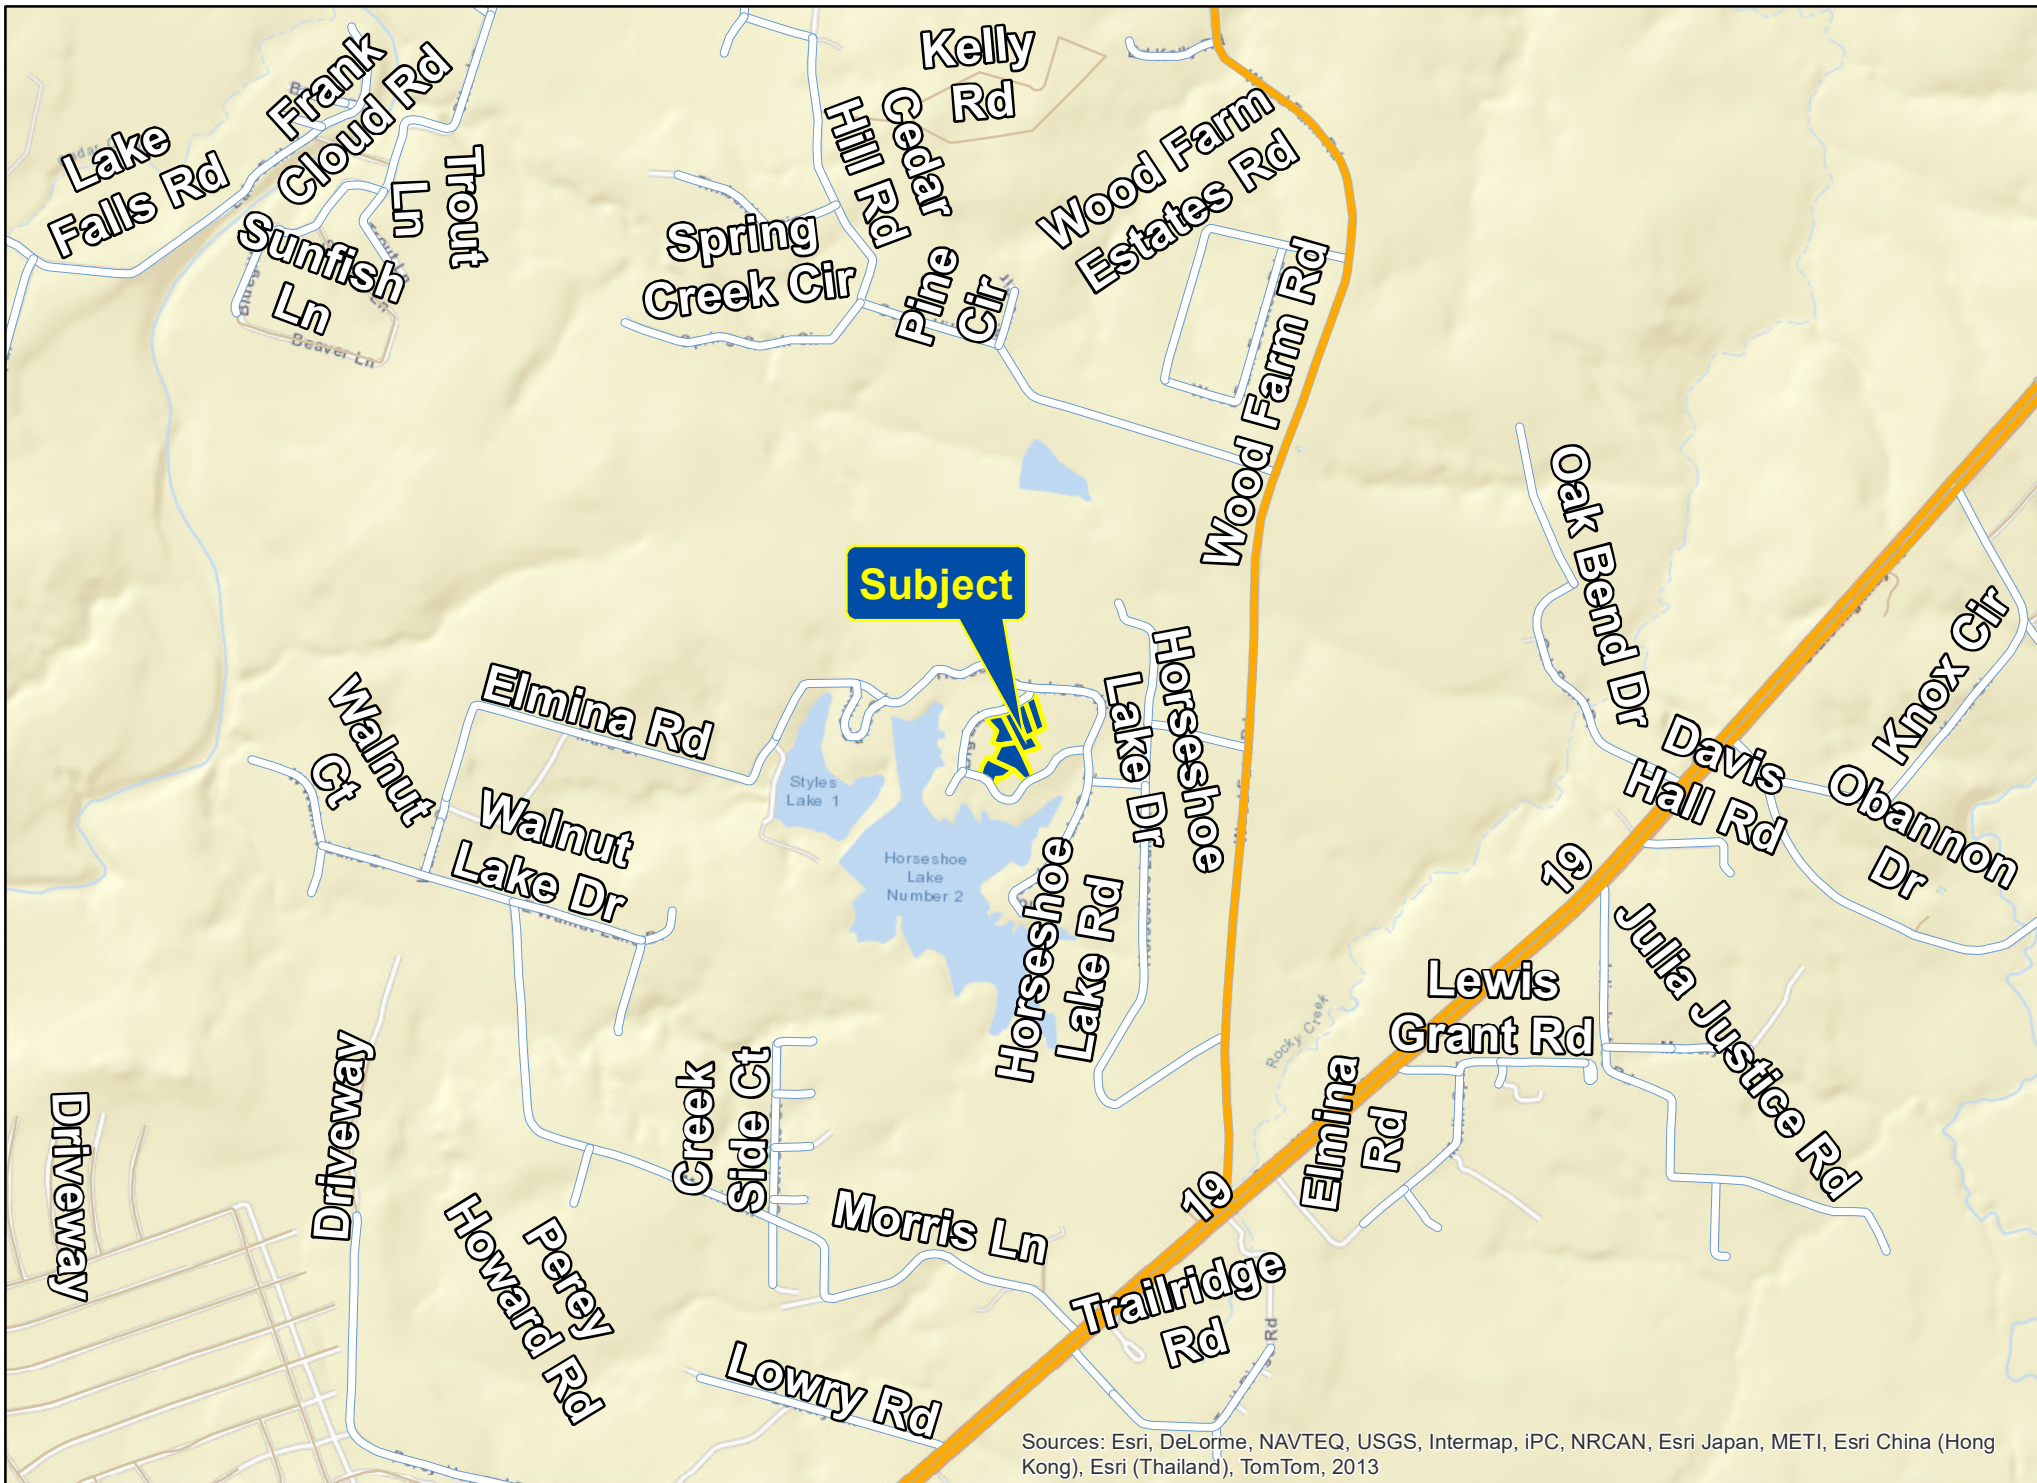 Kelly
Rd
Frank
Cloud Rd
Lake
Falls Rd
Trout
Ln
Sunfish
Ln
Beaver Ln
Cedar
Hill Rd
Spring
Creek Cir
Pine
Cir
Wood Farm
Estates Rd
Wood Farm Rd
Oak Bend Dr
Knox Cir
Subject
Elmina Rd
Walnut
Ct
Walnut
Lake Dr
Styles
Lake 1
Horseshoe
Lake
Number 2
Horseshoe
Lake Dr
Horseshoe
Lake Rd
Davis
Hall Rd
Obannon
Dr
19
Julia Justice Rd
Lewis
Grant Rd
Rocky Creek
Elmina
Rd
19
Driveway
Driveway
Creek
Side Ct
Morris Ln
Perey
Howard Rd
Trailridge
Rd
Lowry Rd
Sources: Esri, DeLorme, NAVTEQ, USGS, Intermap, iPC, NRCAN, Esri Japan, METI, Esri China (Hong
Kong), Esri (Thailand), TomTom, 2013